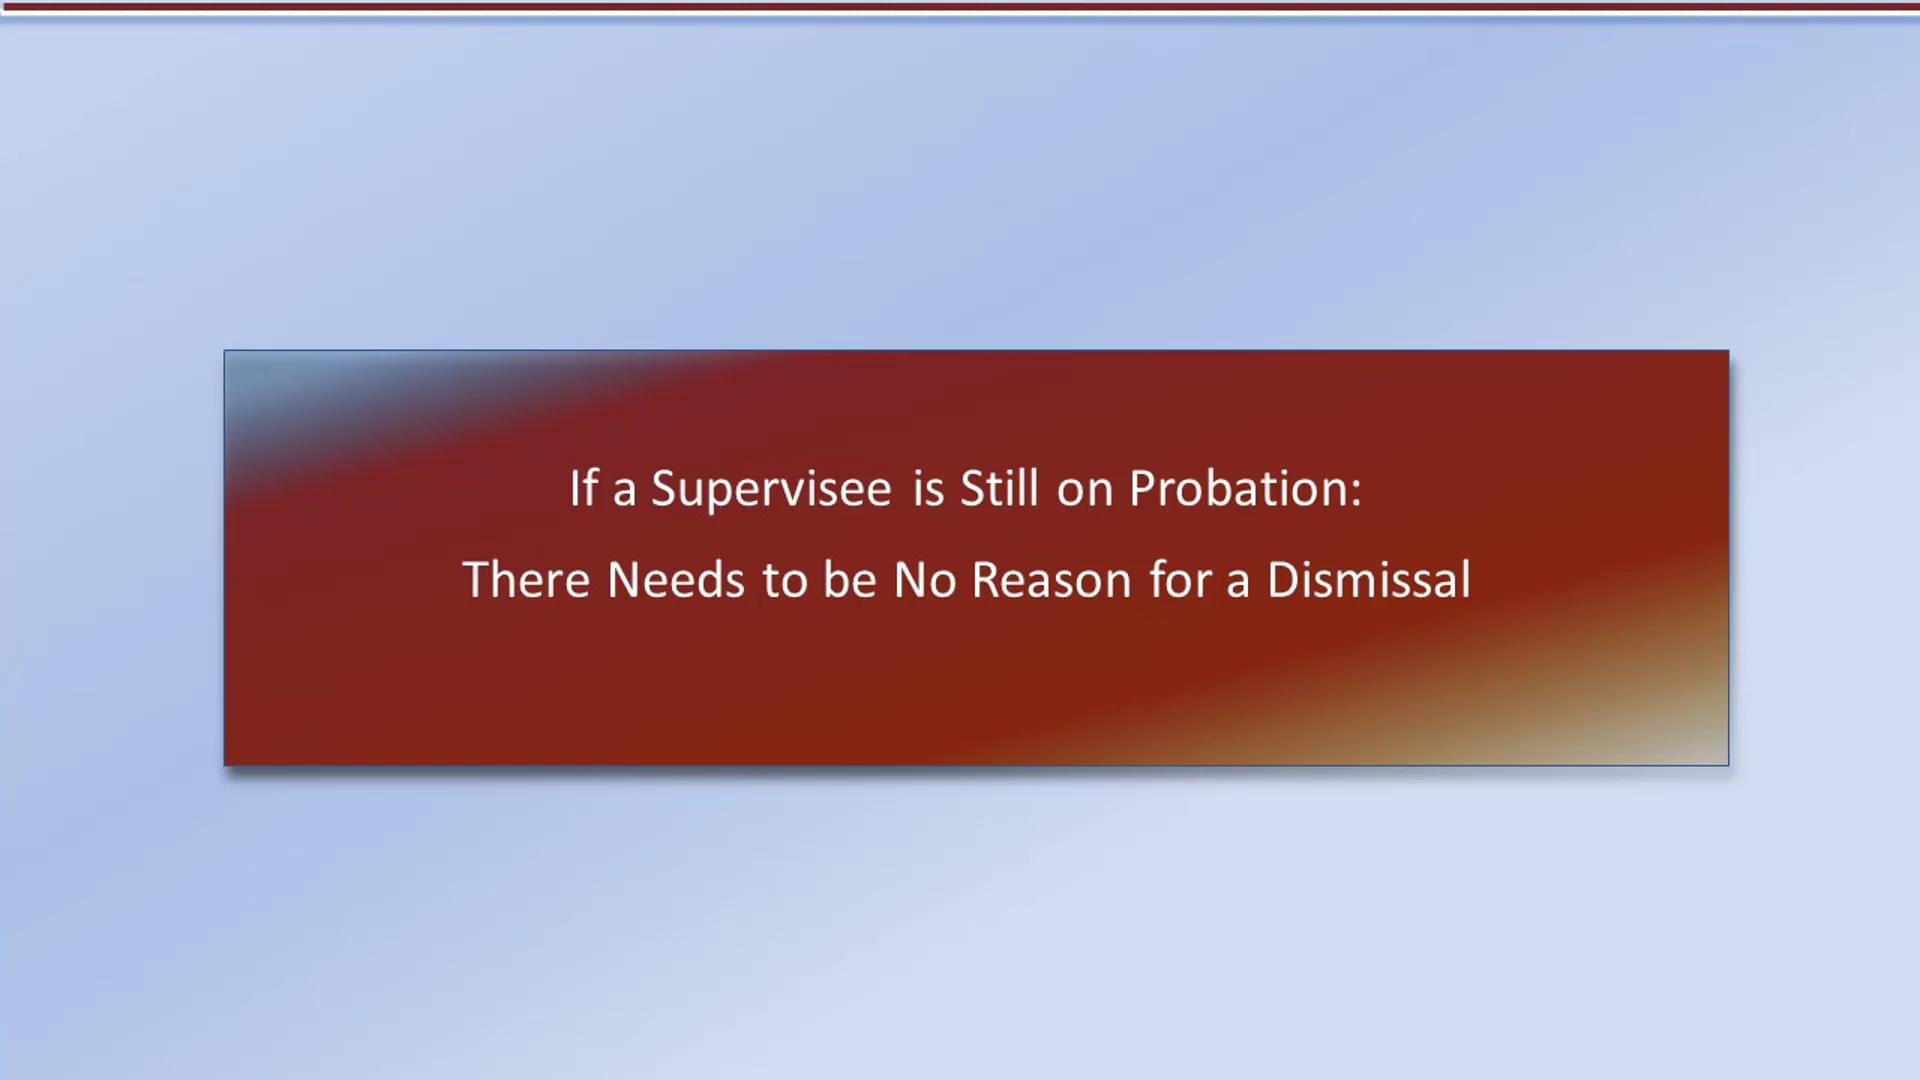 If a Supervisee is Still on Probation:
There Needs to be No Reason for a Dismissal